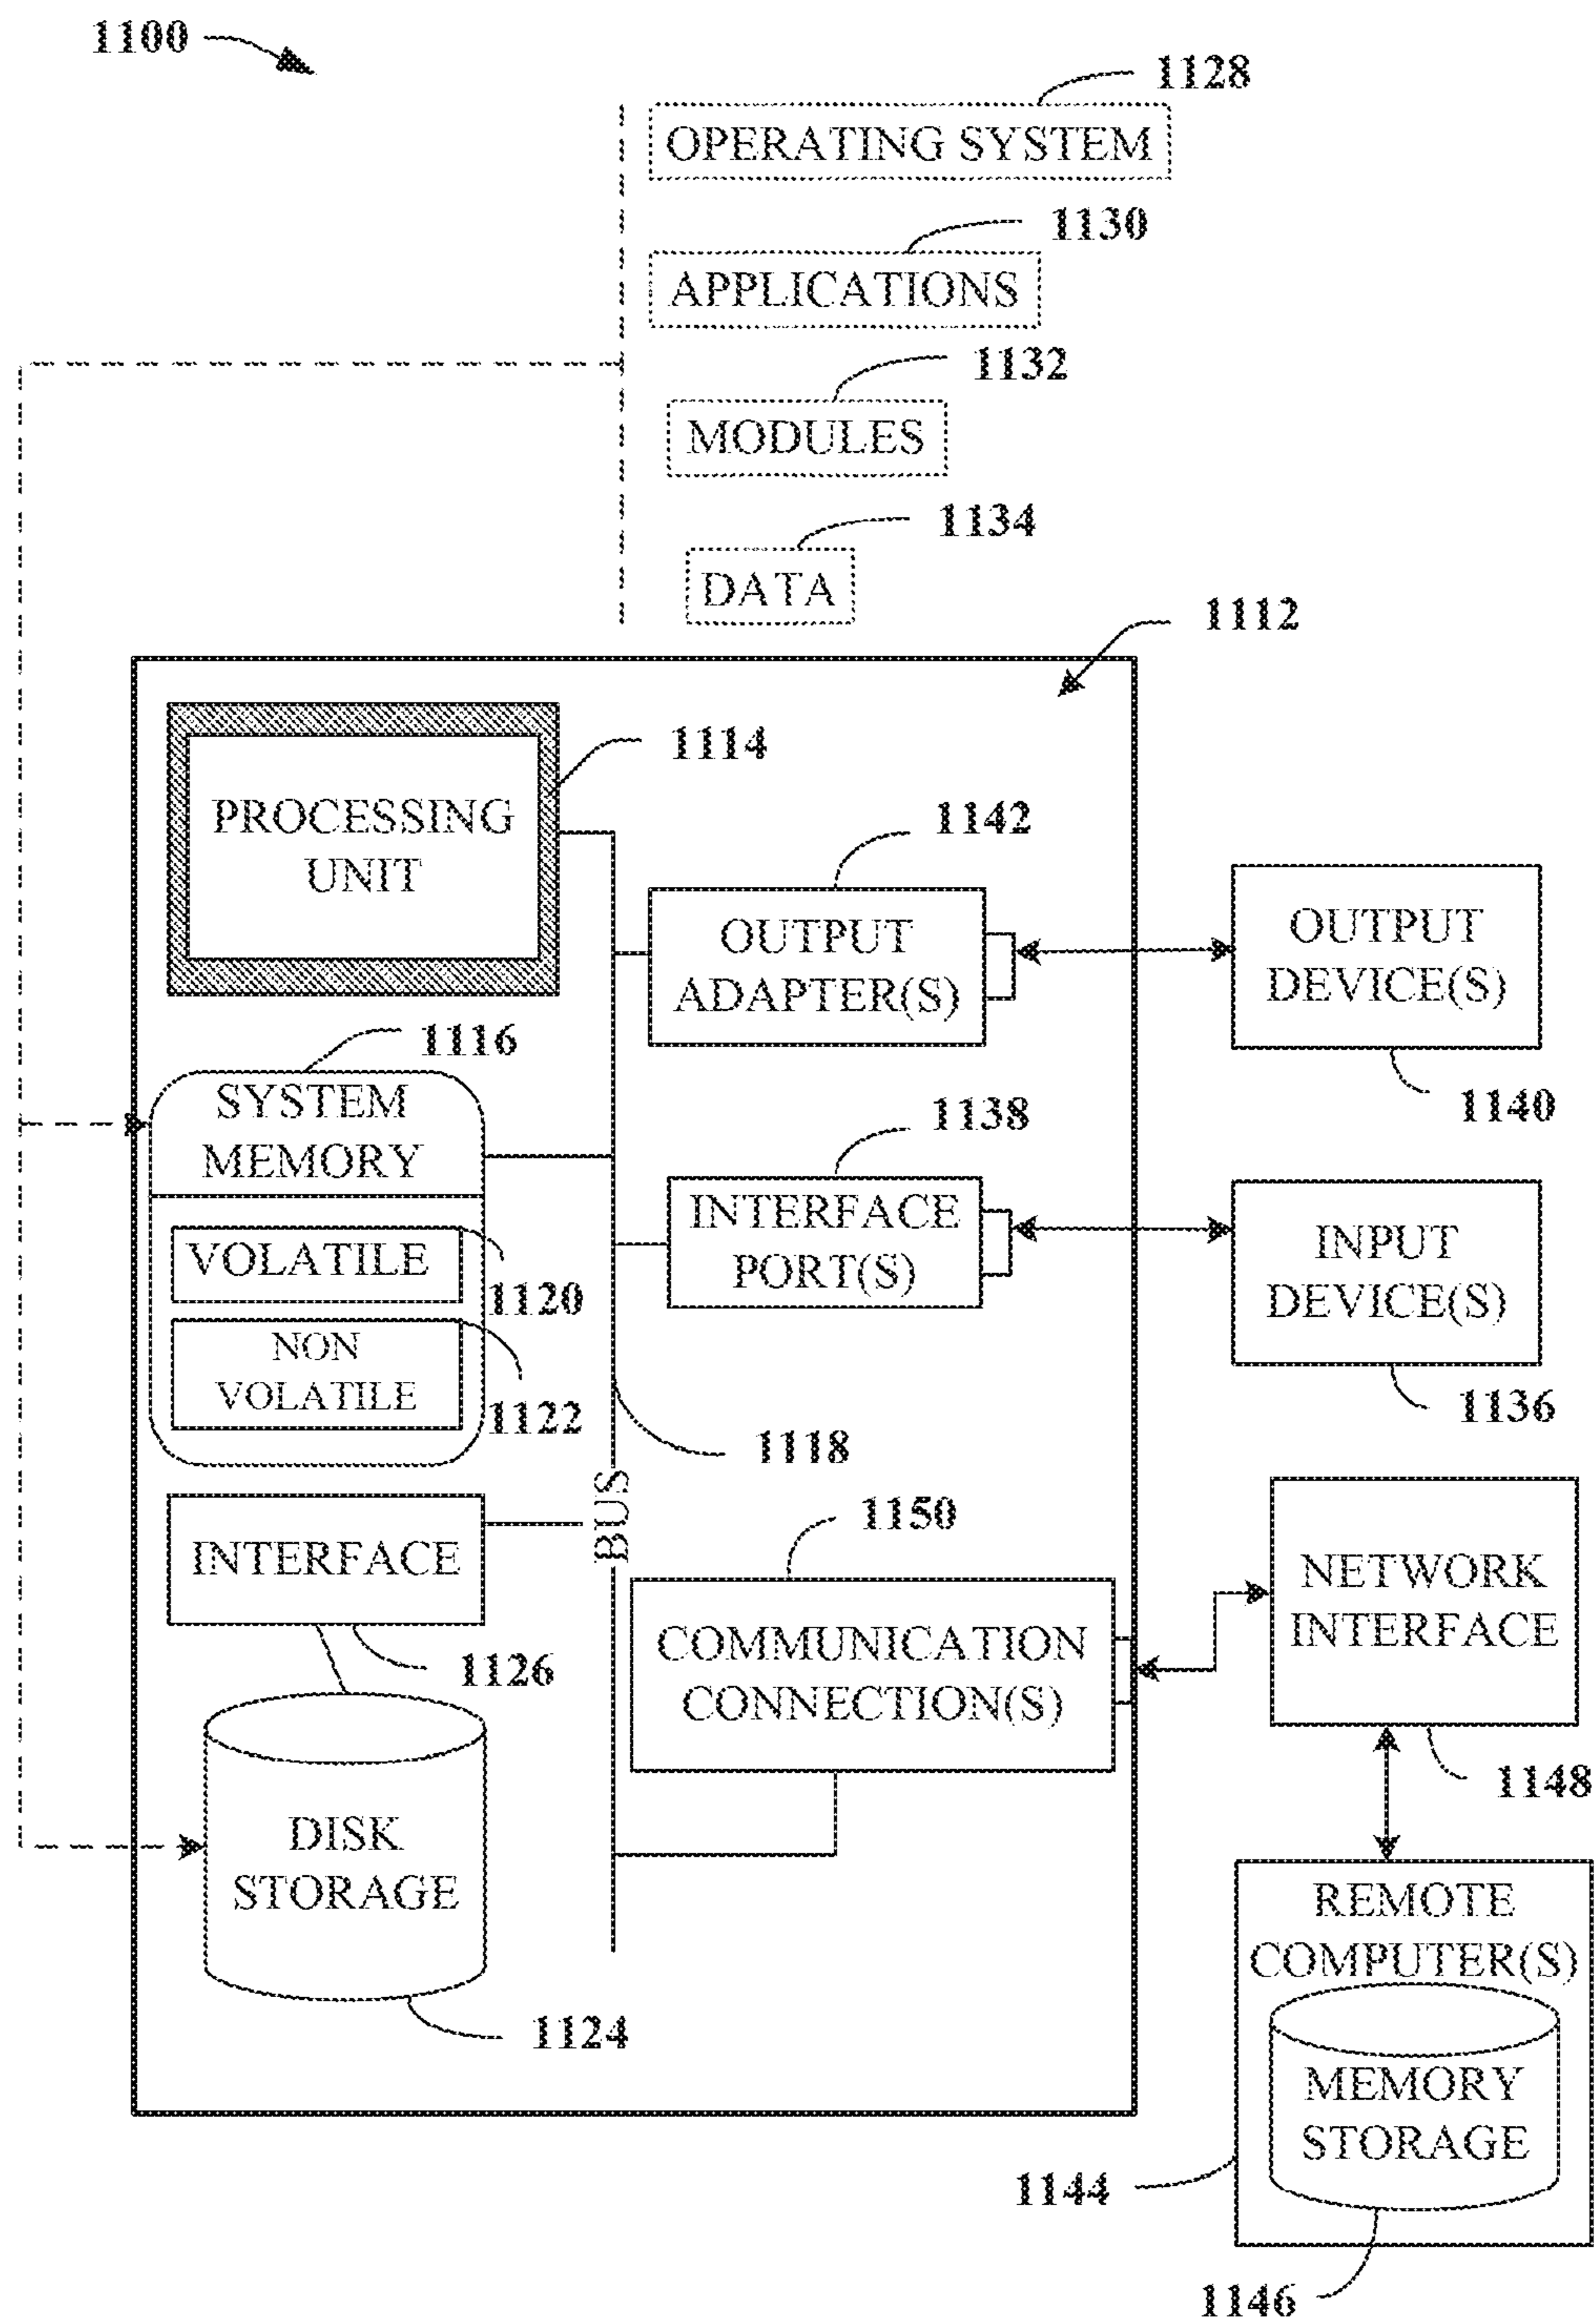 1100
1128
OPERATING SYSTEM
1130
APPLICATIONS
1132
MODULES
1134
DATA
1112
PROCESSING
UNIT
1114
1142
OUTPUT
ADAPTER(S)
OUTPUT
DEVICE(S)
1140
1116
SYSTEM
MEMORY
VOLATILE
1120
NON
VOLATILE
1122
1138
INTERFACE
PORT(S)
INPUT
DEVICE(S)
1136
1118
BUS
INTERFACE
1126
1150
COMMUNICATION
CONNECTION(S)
NETWORK
INTERFACE
1148
DISK
STORAGE
1124
REMOTE
COMPUTER(S)
MEMORY
STORAGE
1144
1146